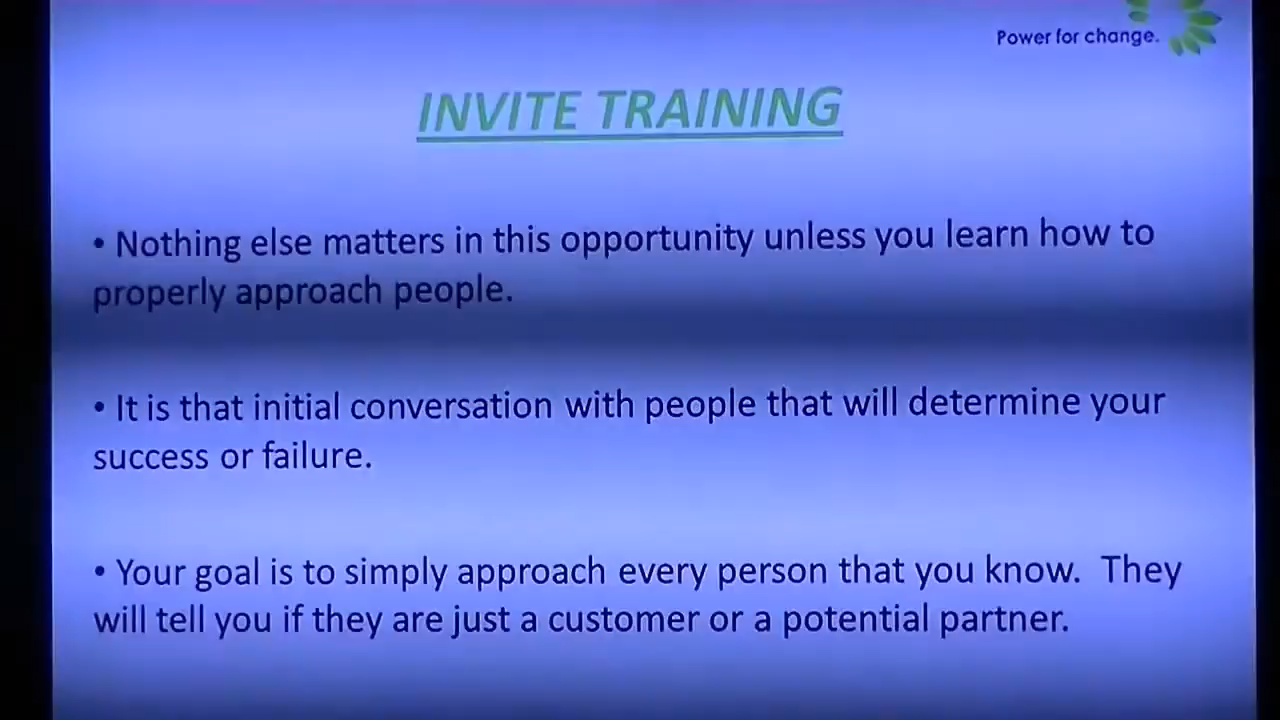 Power for change.
INVITE TRAINING
• Nothing else matters in this opportunity unless you learn how to
properly approach people.
• It is that initial conversation with people that will determine your
success or failure.
• Your goal is to simply approach every person that you know.  They
will tell you if they are just a customer or a potential partner.